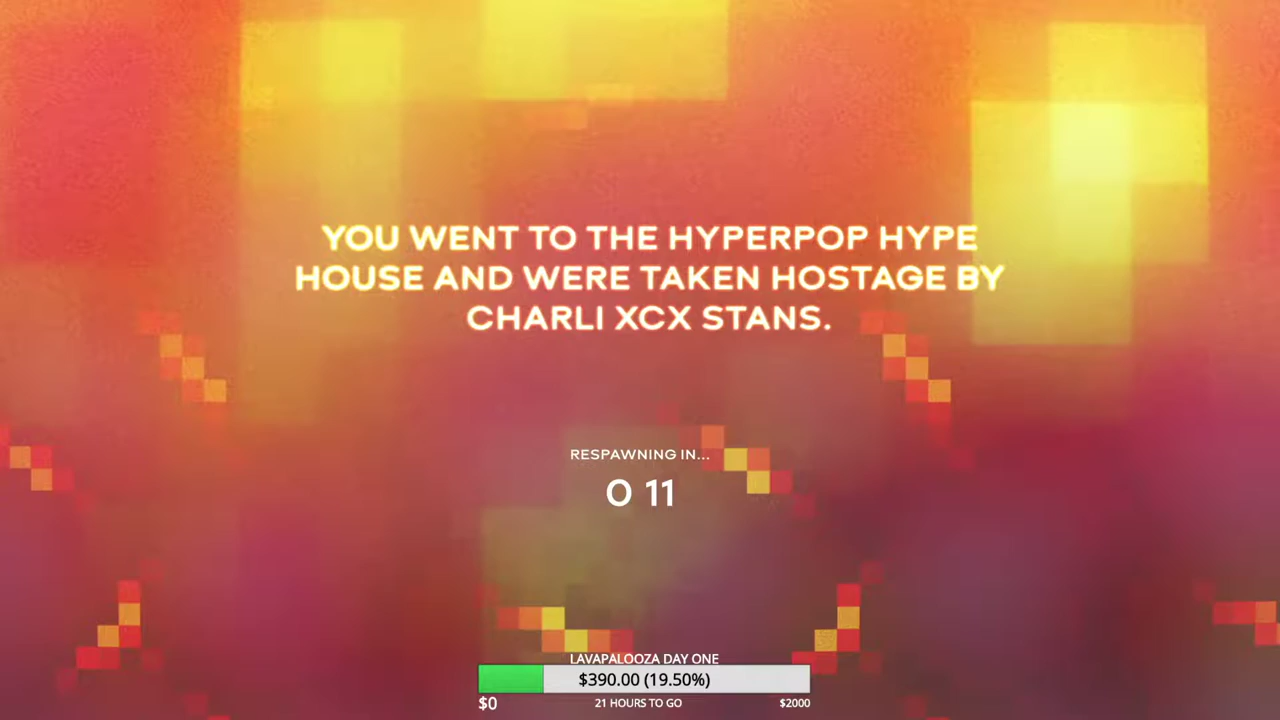 YOU WENT TO THE HYPERPOP HYPE
HOUSE AND WERE TAKEN HOSTAGE BY
CHARLI XCX STANS.
RESPAWNING IN...
0 11
LAVAPALOOZA DAY ONE
$390.00 (19.50%)
$0 21 HOURS TO GO $2000